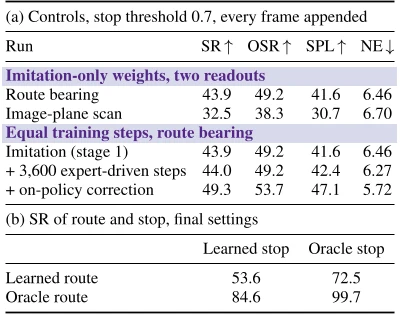 (a) Controls, stop threshold 0.7, every frame appended
Run SR↑ OSR↑ SPL↑ NE↓
Imitation-only weights, two readouts
Route bearing 43.9 49.2 41.6 6.46
Image-plane scan 32.5 38.3 30.7 6.70
Equal training steps, route bearing
Imitation (stage 1) 43.9 49.2 41.6 6.46
+ 3,600 expert-driven steps 44.0 49.2 42.4 6.27
+ on-policy correction 49.3 53.7 47.1 5.72
(b) SR of route and stop, final settings
Learned stop Oracle stop
Learned route 53.6 72.5
Oracle route 84.6 99.7